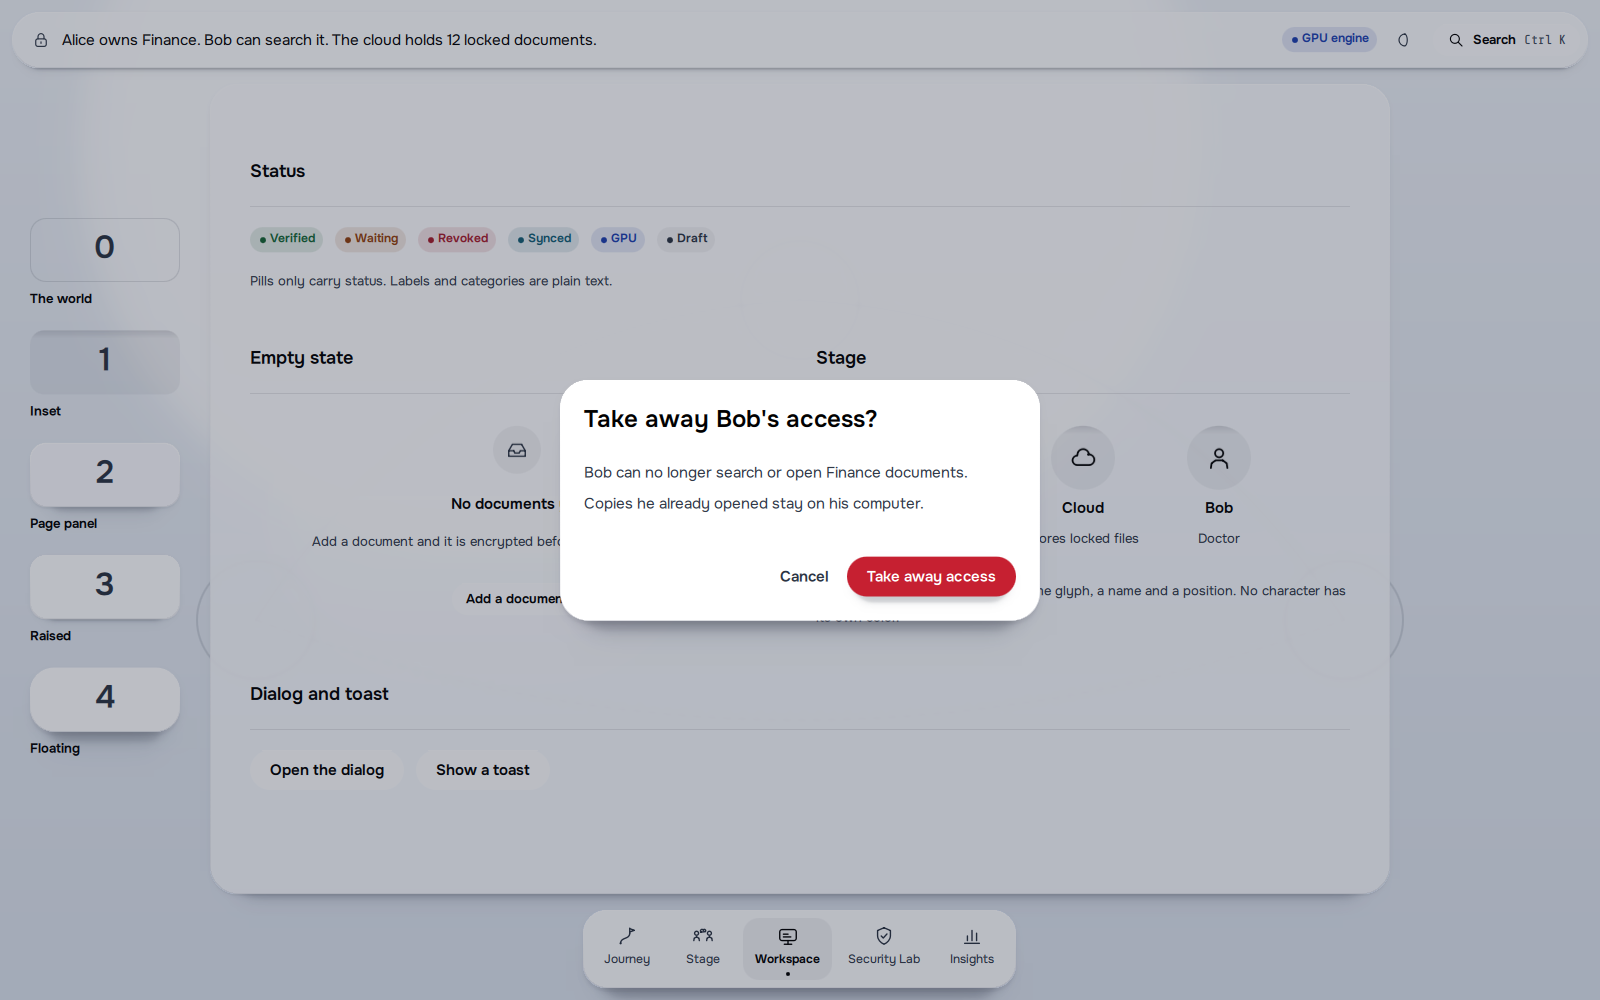 Alice owns Finance. Bob can search it. The cloud holds 12 locked documents.
GPU engine
Search Ctrl K
Status
Verified Waiting Revoked Synced GPU Draft
Pills only carry status. Labels and categories are plain text.
0
The world
1
Inset
2
Page panel
3
Raised
4
Floating
Empty state
Stage
No documents
Add a document and it is encrypted
Add a
Cloud
locked files
Bob
Doctor
glyph, a name and a position. No character has
Take away Bob's access?
Bob can no longer search or open Finance documents.
Copies he already opened stay on his computer.
Cancel
Take away access
Dialog and toast
Open the dialog
Show a toast
Journey
Stage
Workspace
Security Lab
Insights